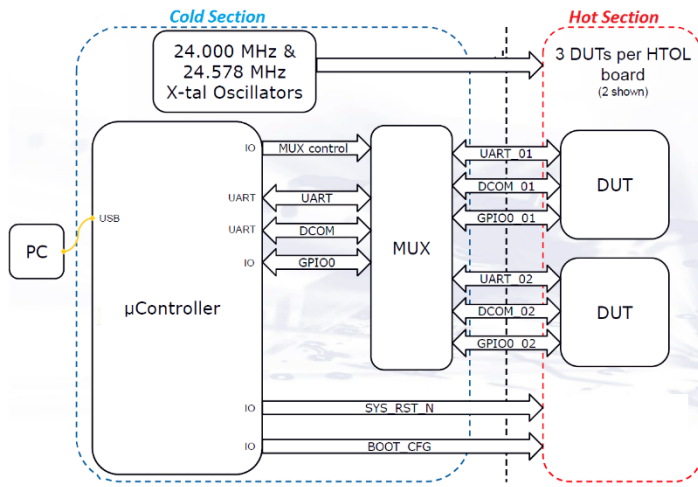 Cold Section
Hot Section
24.000 MHz &
24.578 MHz
X-tal Oscillators
3 DUTs per HTOL
board
(2 shown)
IO
MUX control
UART
UART
UART
DCOM
IO
GPIO0
USB
PC
µController
MUX
UART_01
DCOM_01
GPIO0_01
DUT
UART_02
DCOM_02
GPIO0_02
DUT
IO
SYS_RST_N
IO
BOOT_CFG